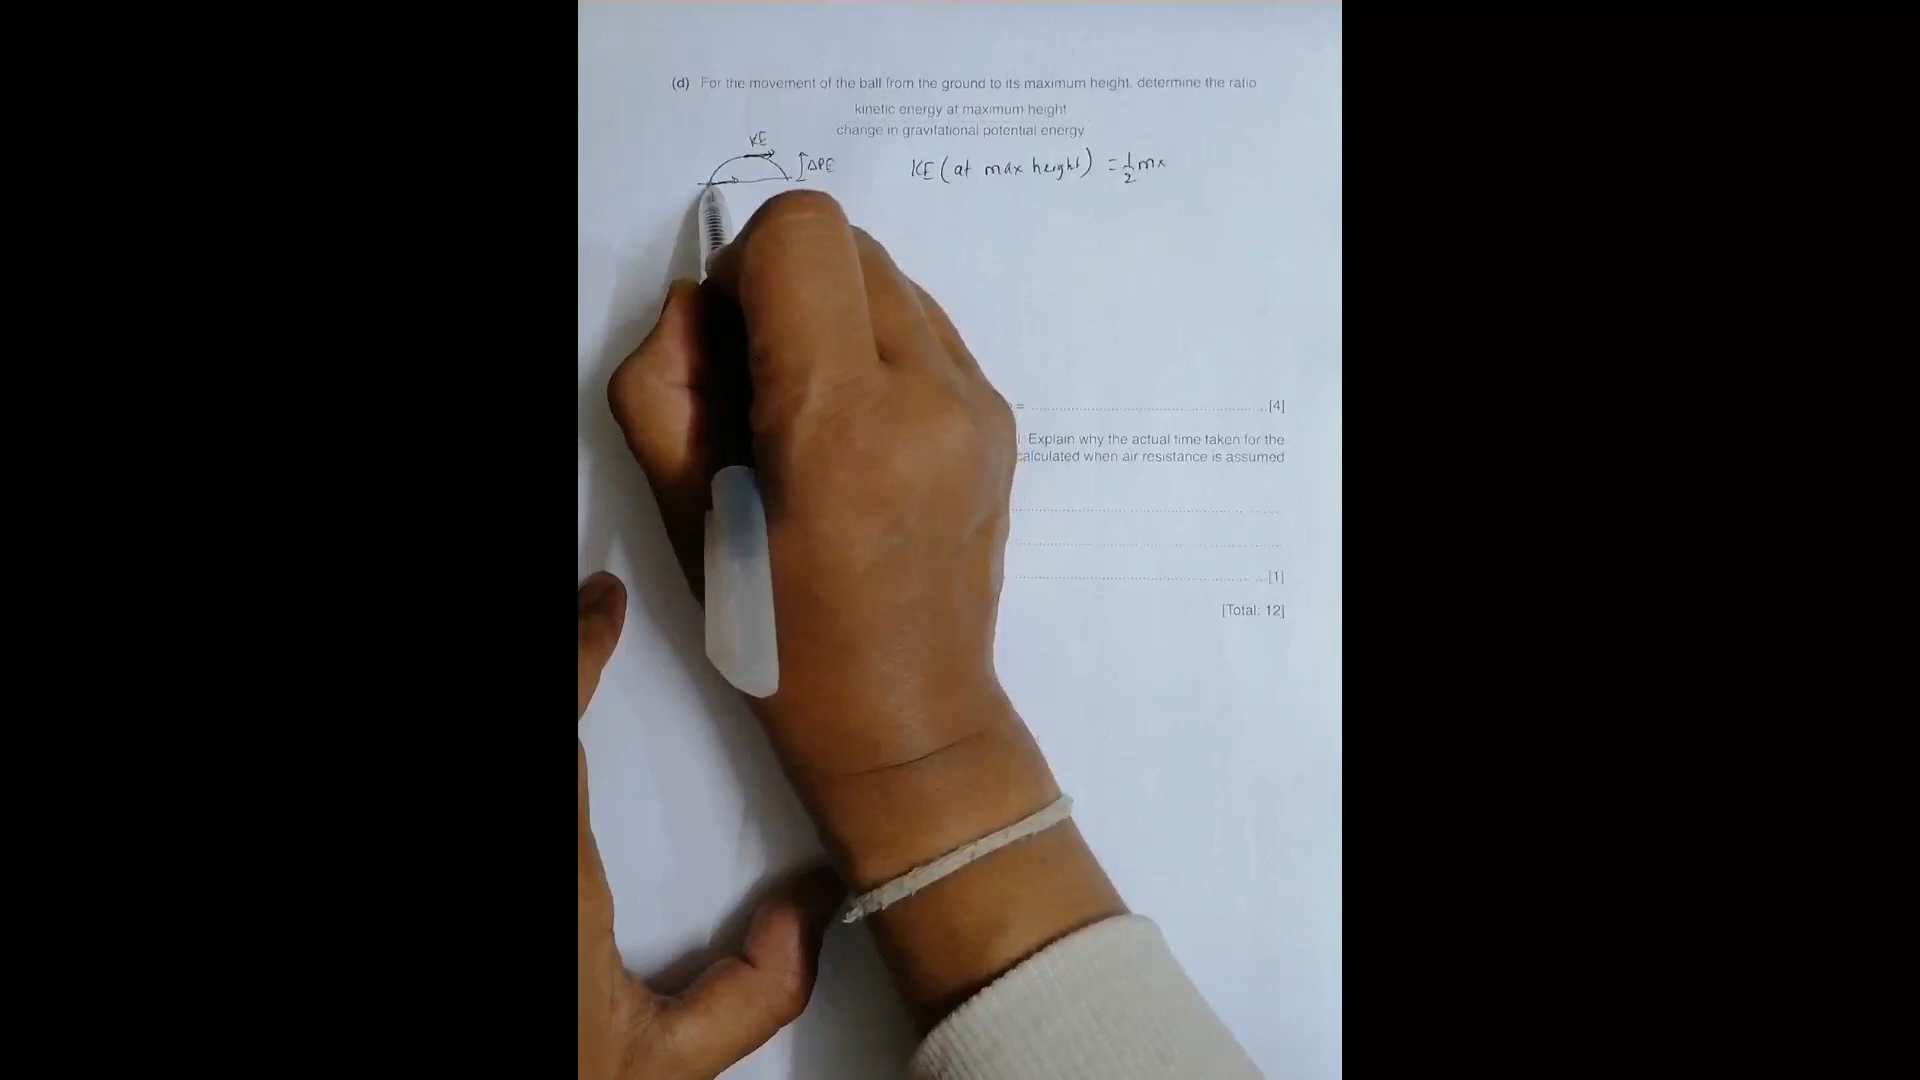 (d) For the movement of the ball from the ground to its maximum height, determine the ratio
kinetic energy at maximum height
change in gravitational potential energy
KE
ΔPE
KE (at max height) = 1/2 mx
= ........................................................ [4]
Explain why the actual time taken for the
calculated when air resistance is assumed
[1]
[Total: 12]